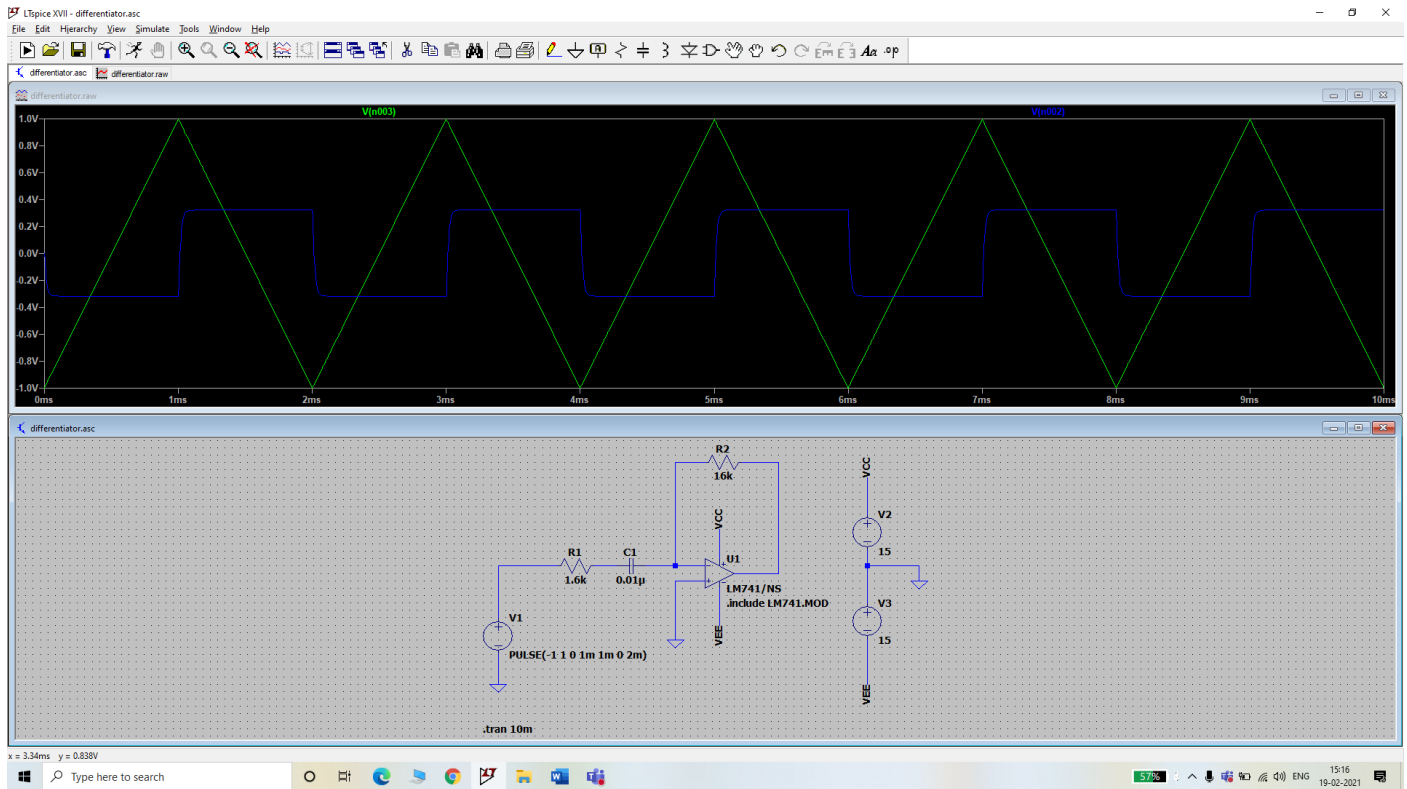 LTspice XVII - differentiator.asc
File Edit Hierarchy View Simulate Tools Window Help
differentiator.asc differentiator.raw
differentiator.raw
V(n003) V(n002)
1.0V
0.8V
0.6V
0.4V
0.2V
0.0V
-0.2V
-0.4V
-0.6V
-0.8V
-1.0V
0ms 1ms 2ms 3ms 4ms 5ms 6ms 7ms 8ms 9ms 10ms
differentiator.asc
R2
16k
VCC
VCC
V2
15
R1
1.6k
C1
0.01µ
U1
LM741/NS
.include LM741.MOD
VEE
V3
15
VEE
V1
PULSE(-1 1 0 1m 1m 0 2m)
.tran 10m
x = 3.34ms y = 0.838V
Type here to search
57%
ENG
15:16
19-02-2021